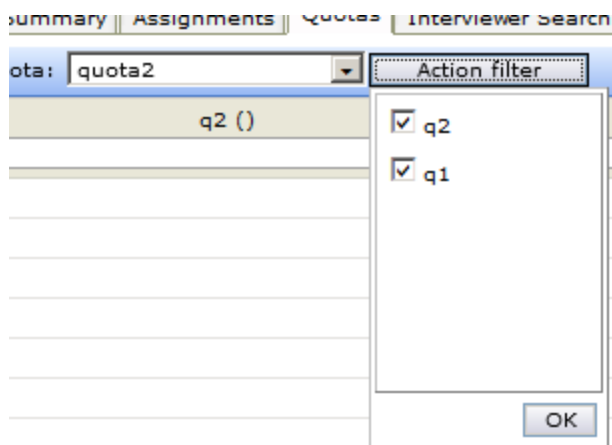 Summary Assignments Quotas Interviewer Search
ota: quota2 Action filter
q2 ()
q2
q1
OK